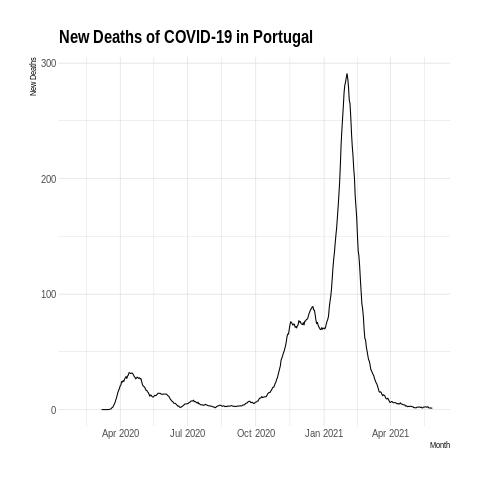 New Deaths of COVID-19 in Portugal
New Deaths
300
200
100
0
Apr 2020
Jul 2020
Oct 2020
Jan 2021
Apr 2021
Month